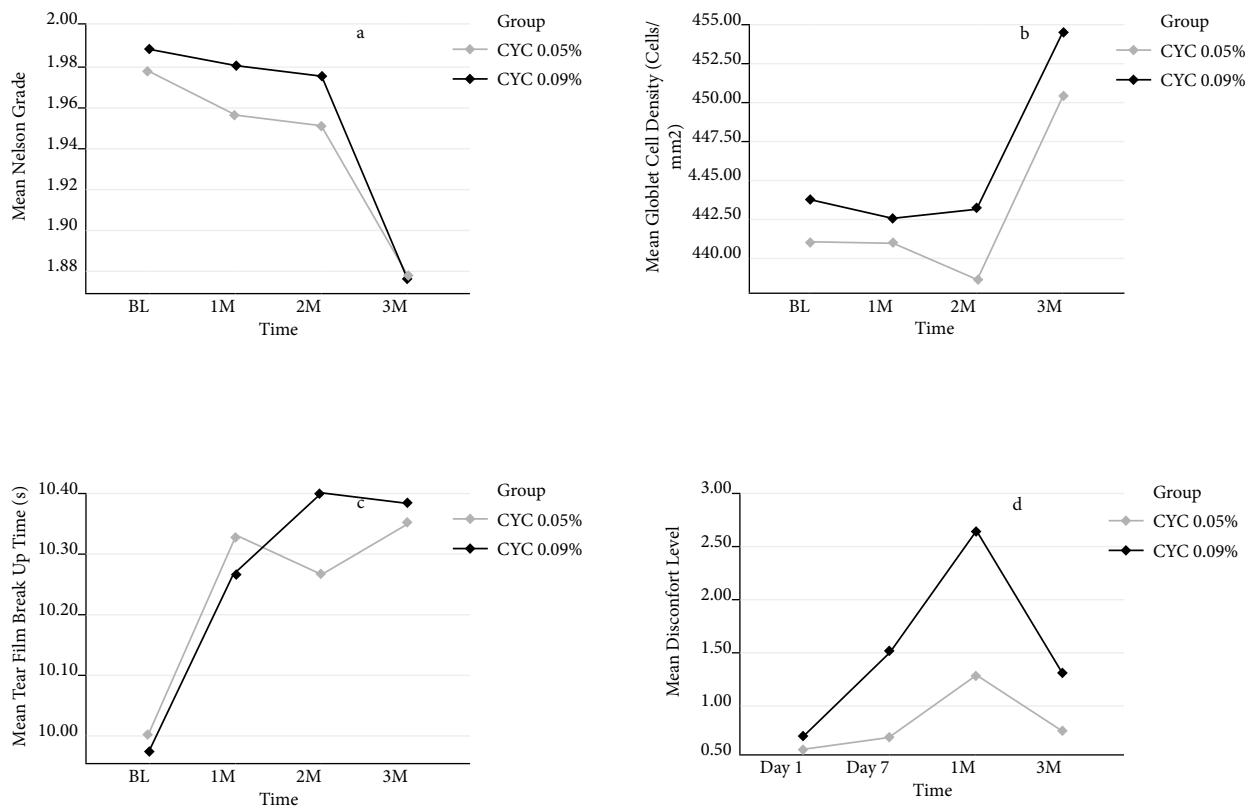 a
Mean Nelson Grade
2.00
1.98
1.96
1.94
1.92
1.90
1.88
BL 1M 2M 3M
Time
Group
CYC 0.05%
CYC 0.09%
b
Mean Globlet Cell Density (Cells/
mm2)
455.00
452.50
450.00
447.50
4.45.00
442.50
440.00
BL 1M 2M 3M
Time
Group
CYC 0.05%
CYC 0.09%
c
Mean Tear Film Break Up Time (s)
10.40
10.30
10.20
10.10
10.00
BL 1M 2M 3M
Time
Group
CYC 0.05%
CYC 0.09%
d
Mean Disconfort Level
3.00
2.50
2.00
1.50
1.00
0.50
Day 1 Day 7 1M 3M
Time
Group
CYC 0.05%
CYC 0.09%